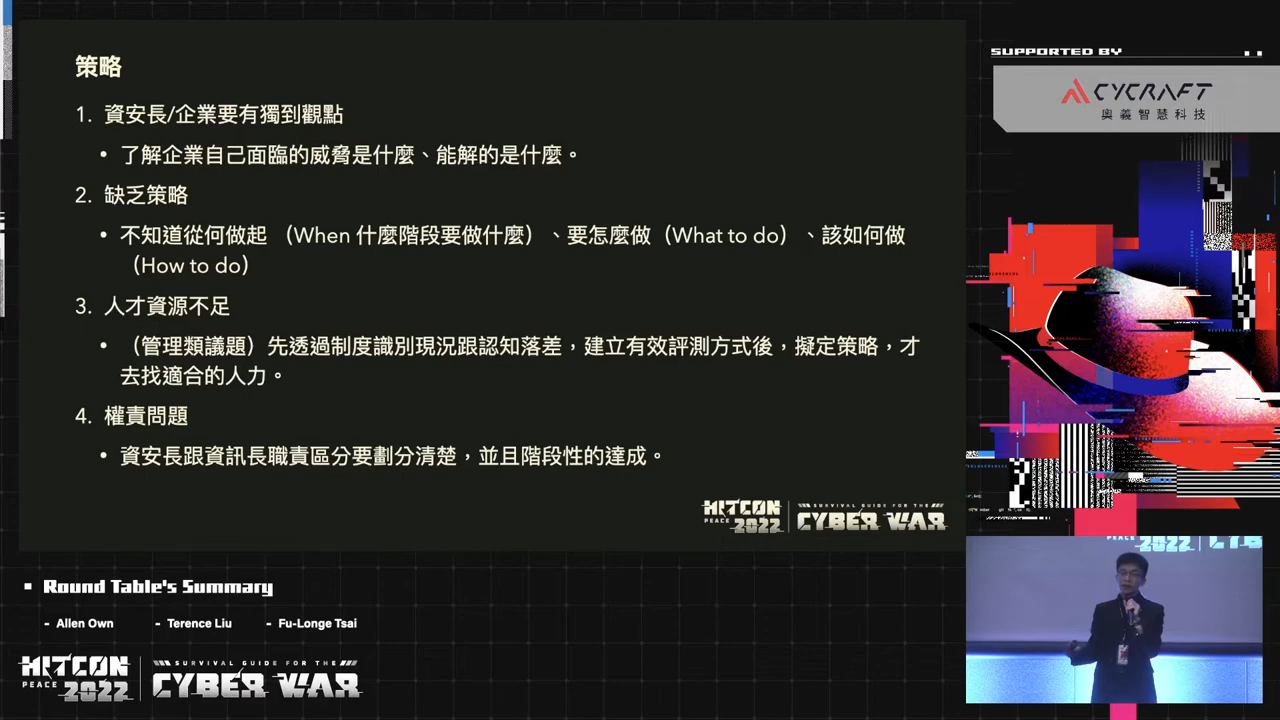 策略
1. 資安長/企業要有獨到觀點
• 了解企業自己面臨的威脅是什麼、能解的是什麼。
2. 缺乏策略
• 不知道從何做起 （When 什麼階段要做什麼）、要怎麼做（What to do）、該如何做
（How to do）
3. 人才資源不足
• （管理類議題）先透過制度識別現況跟認知落差，建立有效評測方式後，擬定策略，才
去找適合的人力。
4. 權責問題
• 資安長跟資訊長職責區分要劃分清楚，並且階段性的達成。
HITCON
PEACE 2022
SURVIVAL GUIDE FOR THE
CYBER WAR
SUPPORTED BY
CYCRAFT
奧義智慧科技
PEACE 2022
Round Table's Summary
- Allen Own - Terence Liu - Fu-Longe Tsai
HITCON
PEACE 2022
SURVIVAL GUIDE FOR THE
CYBER WAR